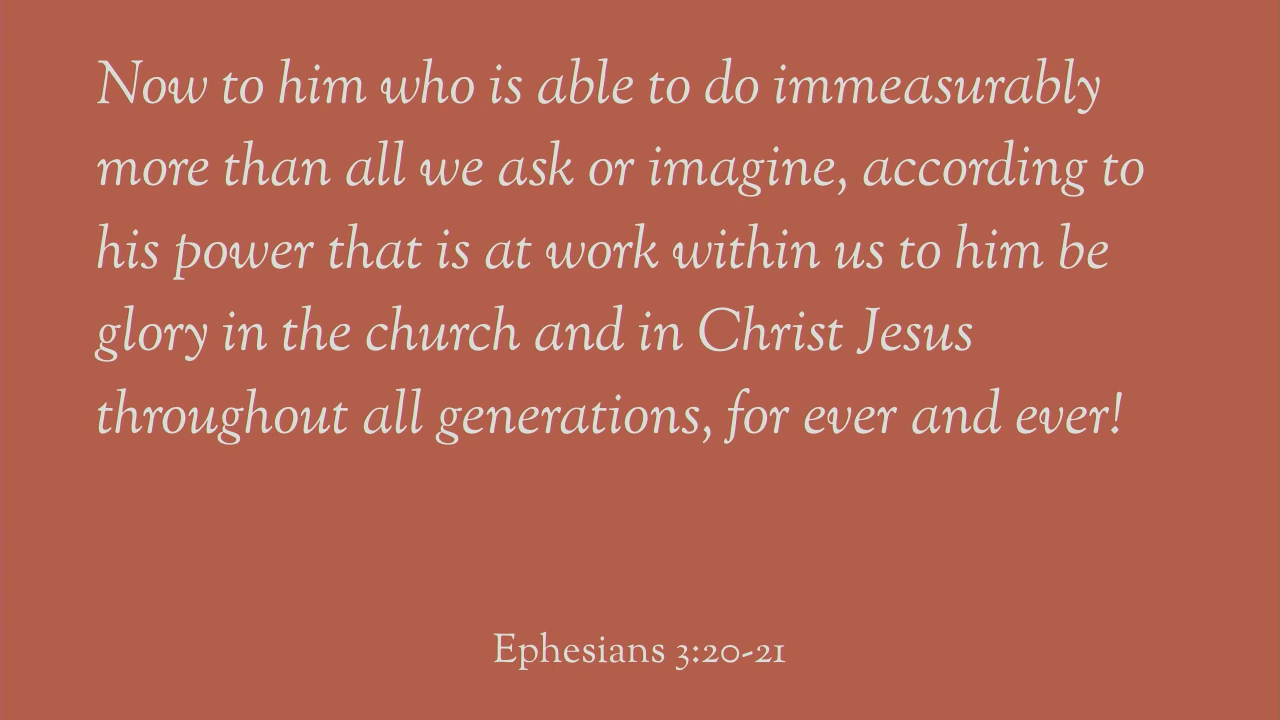 Now to him who is able to do immeasurably
more than all we ask or imagine, according to
his power that is at work within us to him be
glory in the church and in Christ Jesus
throughout all generations, for ever and ever!
Ephesians 3:20-21